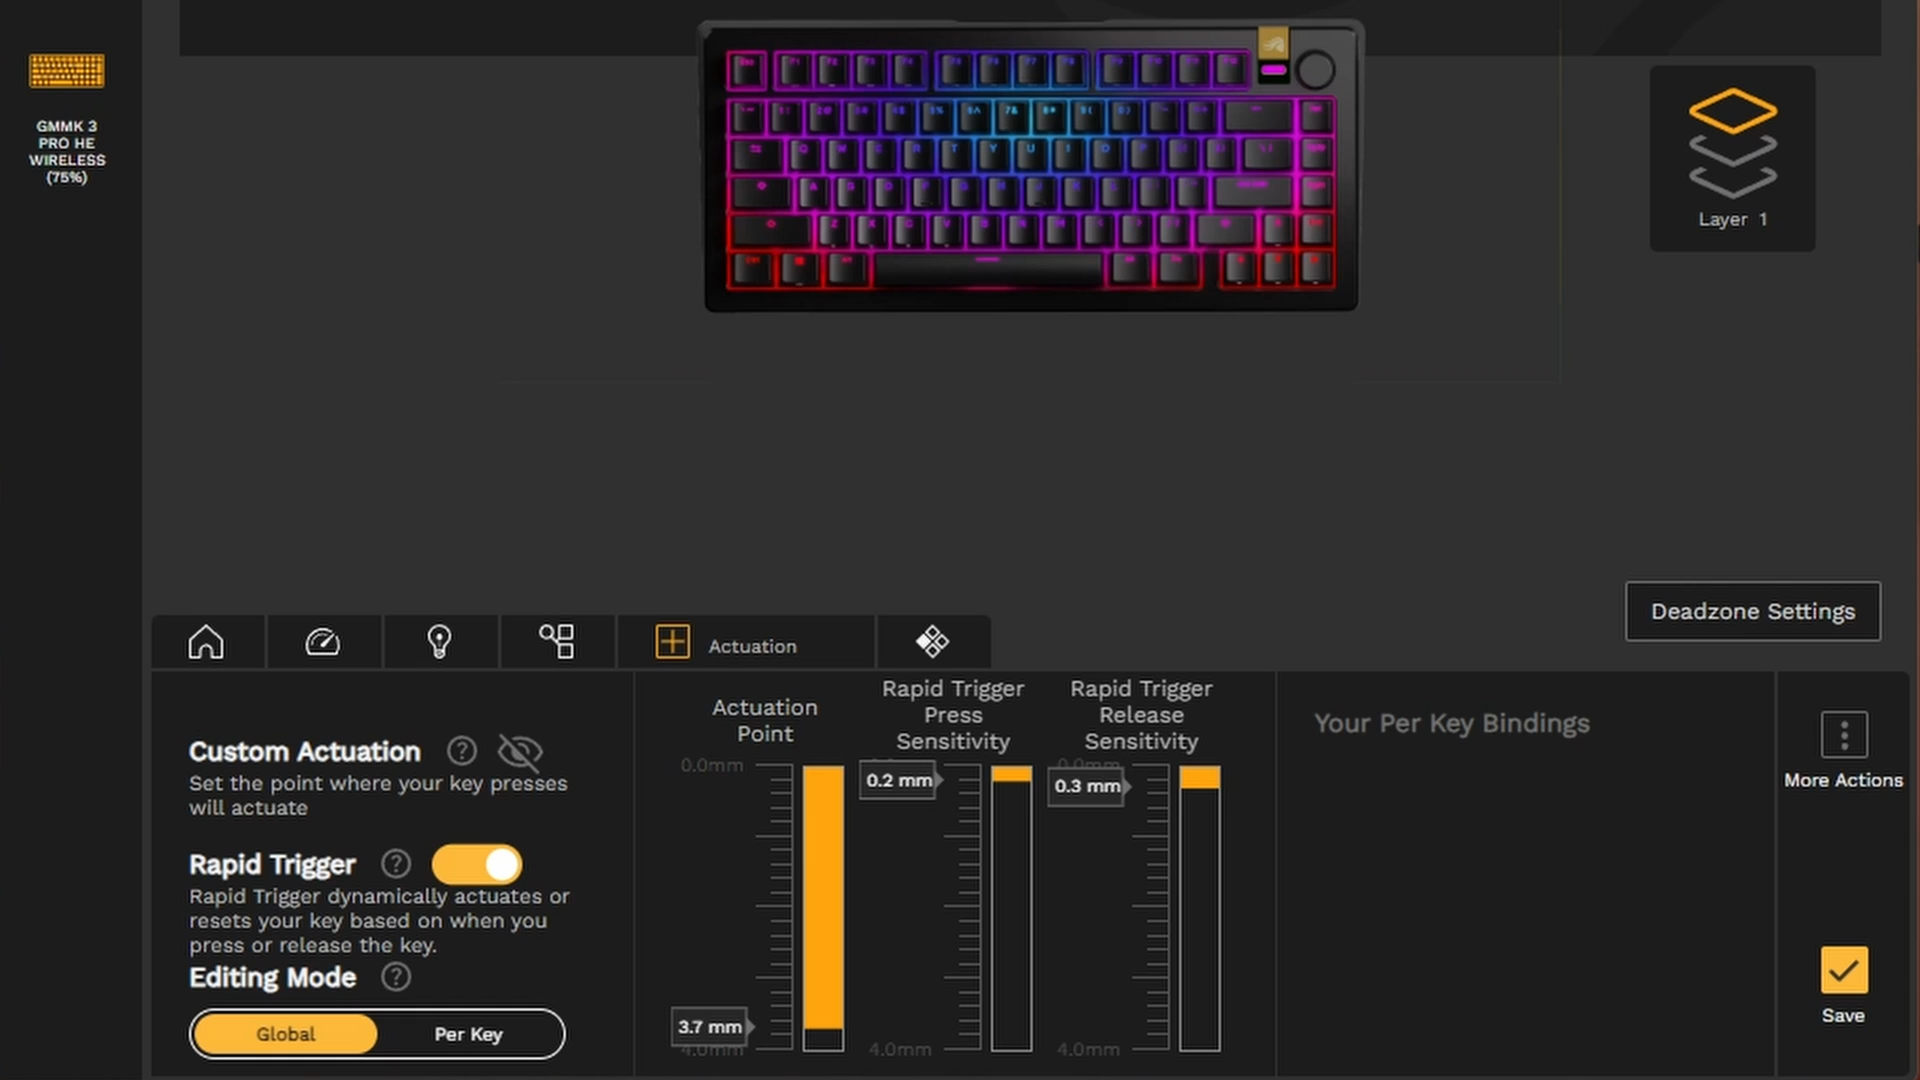 GMMK 3
PRO HE
WIRELESS
(75%)
Layer 1
Deadzone Settings
Actuation
Custom Actuation
Set the point where your key presses
will actuate
Rapid Trigger
Rapid Trigger dynamically actuates or
resets your key based on when you
press or release the key.
Editing Mode
Global
Per Key
Actuation
Point
0.0mm
3.7 mm
4.0mm
Rapid Trigger
Press
Sensitivity
0.2 mm
4.0mm
Rapid Trigger
Release
Sensitivity
0.0mm
0.3 mm
4.0mm
Your Per Key Bindings
More Actions
Save